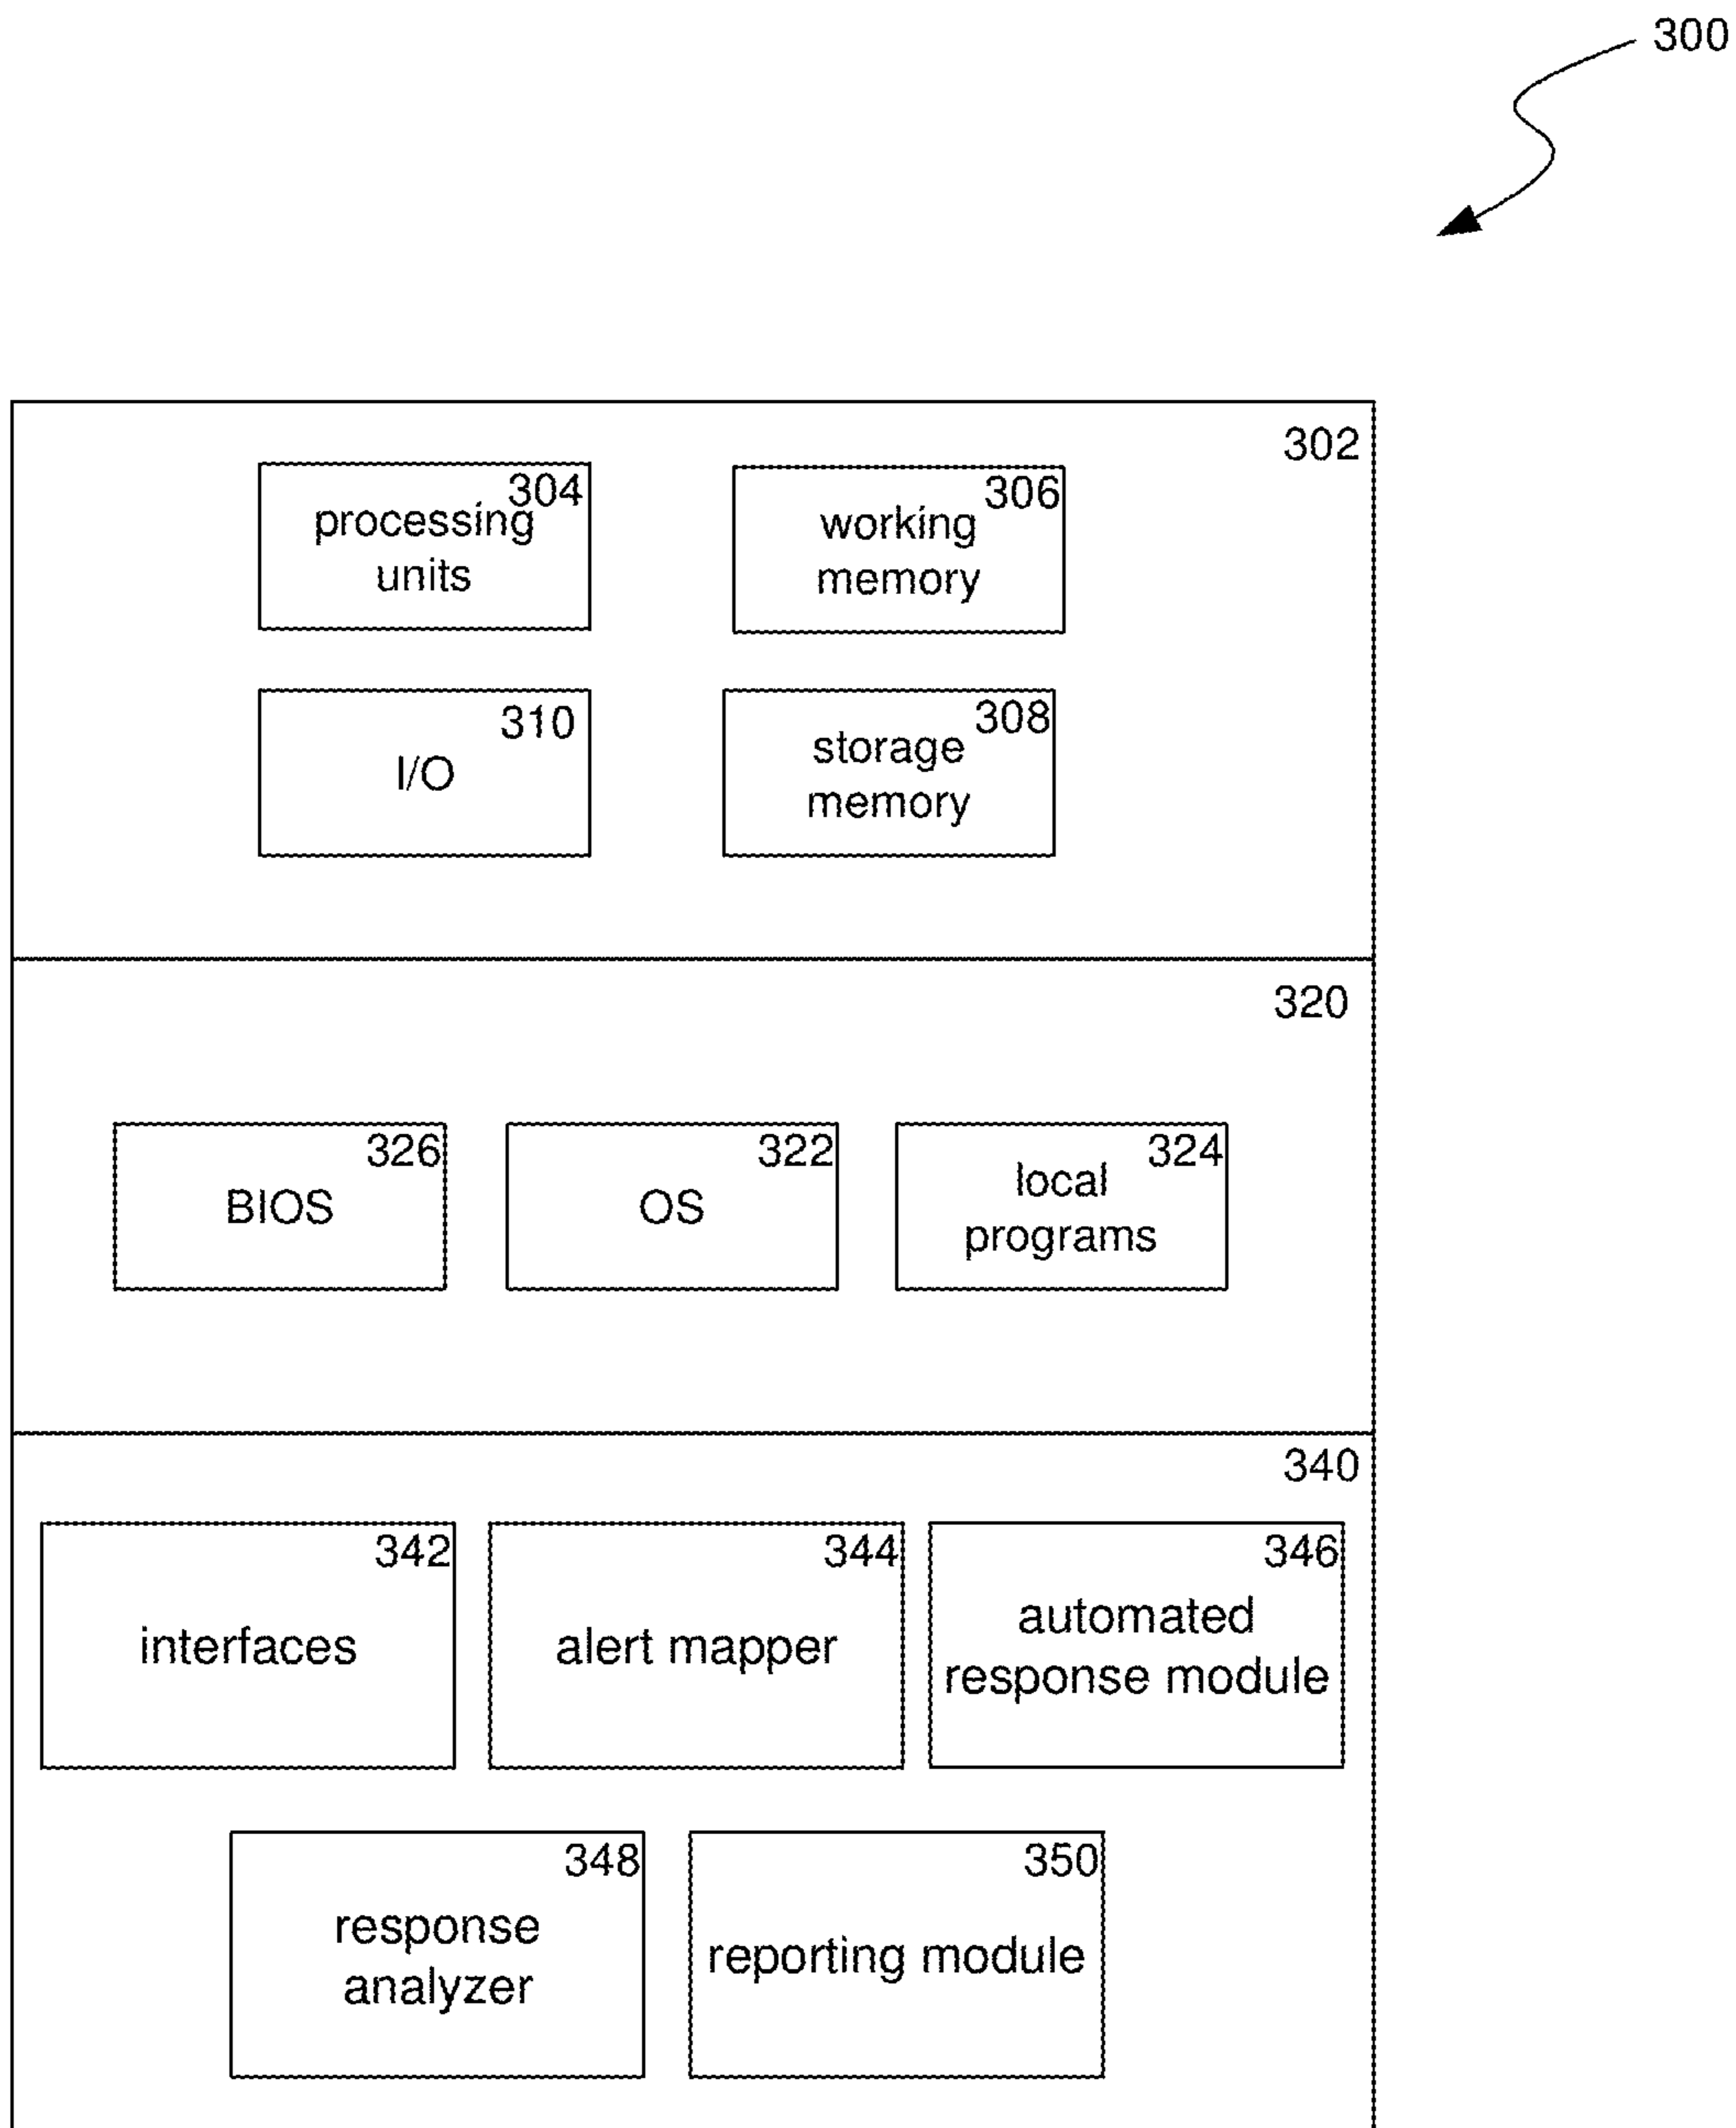 300
302
304
processing
units
306
working
memory
310
I/O
308
storage
memory
320
326
BIOS
322
OS
324
local
programs
340
342
interfaces
344
alert mapper
346
automated
response module
348
response
analyzer
350
reporting module